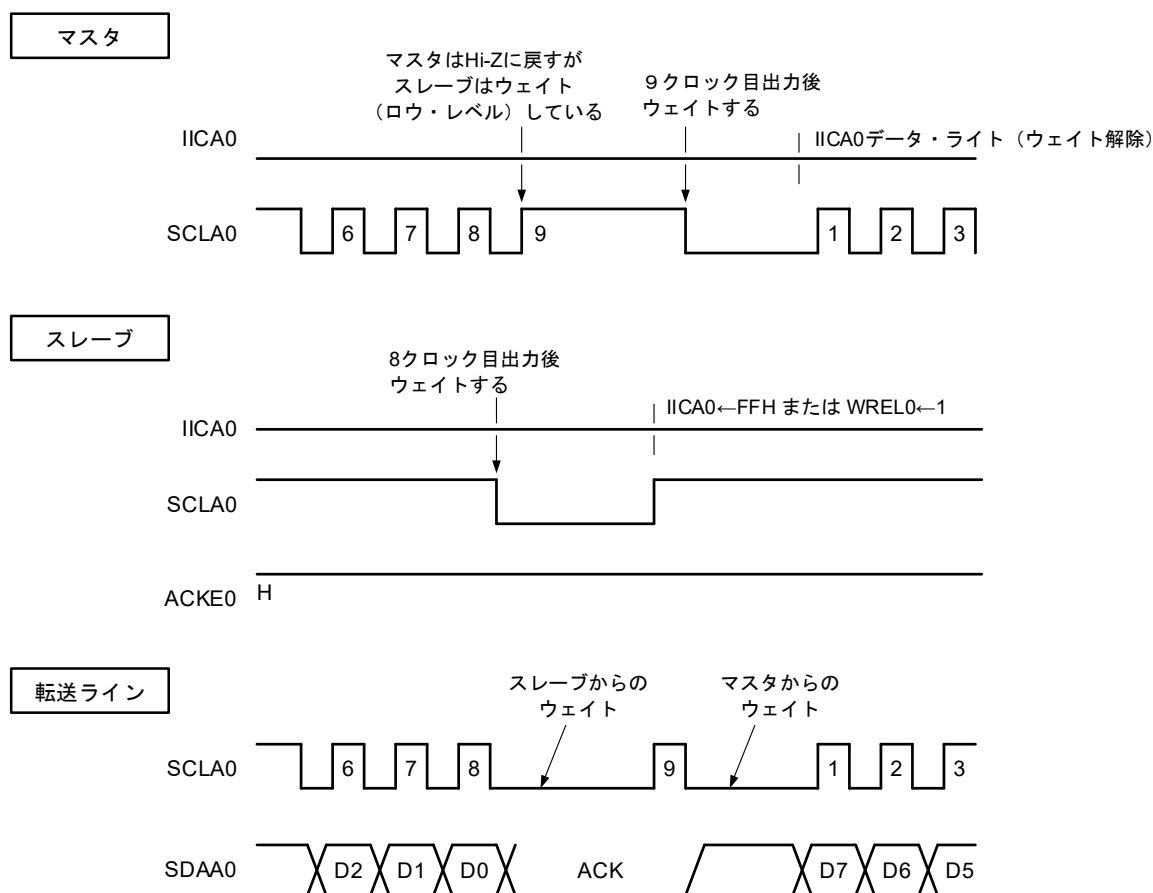 マスタ
マスタはHi-Zに戻すが
スレーブはウェイト
（ロウ・レベル）している
9クロック目出力後
ウェイトする
IICA0
IICA0データ・ライト（ウェイト解除）
SCLA0
6 7 8 9 1 2 3
スレーブ
8クロック目出力後
ウェイトする
IICA0←FFH または WREL0←1
IICA0
SCLA0
ACKE0 H
転送ライン
スレーブからの
ウェイト
マスタからの
ウェイト
SCLA0 6 7 8 9 1 2 3
SDAA0 D2 D1 D0 ACK D7 D6 D5